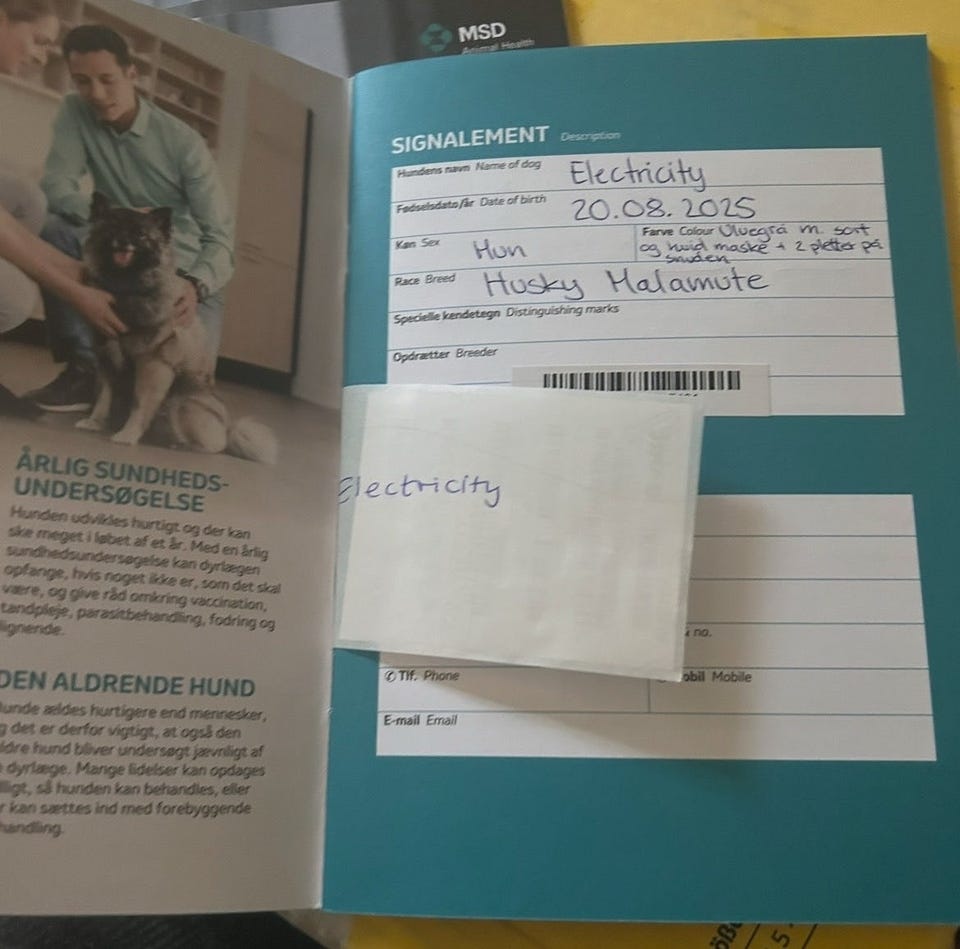 MSD
Animal Health
SIGNALEMENT Description
Hundens navn Name of dog Electricity
Fødselsdato/år Date of birth 20.08.2025
Køn Sex Hun
Farve Colour Uluegrå m. sort
og hvid maske + 2 pletter på
snuden
Race Breed Husky Malamute
Specielle kendetegn Distinguishing marks
Opdrætter Breeder
Electricity
no.
✆ Tlf. Phone
obil Mobile
E-mail Email
ÅRLIG SUNDHEDS-
UNDERSØGELSE
Hunden udvikles hurtigt og der kan
ske meget i løbet af et år. Med en årlig
sundhedsundersøgelse kan dyrlægen
opfange, hvis noget ikke er, som det skal
være, og give råd omkring vaccination,
tandpleje, parasitbehandling, fodring og
lignende.
DEN ALDRENDE HUND
unde ældes hurtigere end mennesker,
g det er derfor vigtigt, at også den
ldre hund bliver undersøgt jævnligt af
dyrlæge. Mange lidelser kan opdages
lligt, så hunden kan behandles, eller
r kan sættes ind med forebyggende
handling.